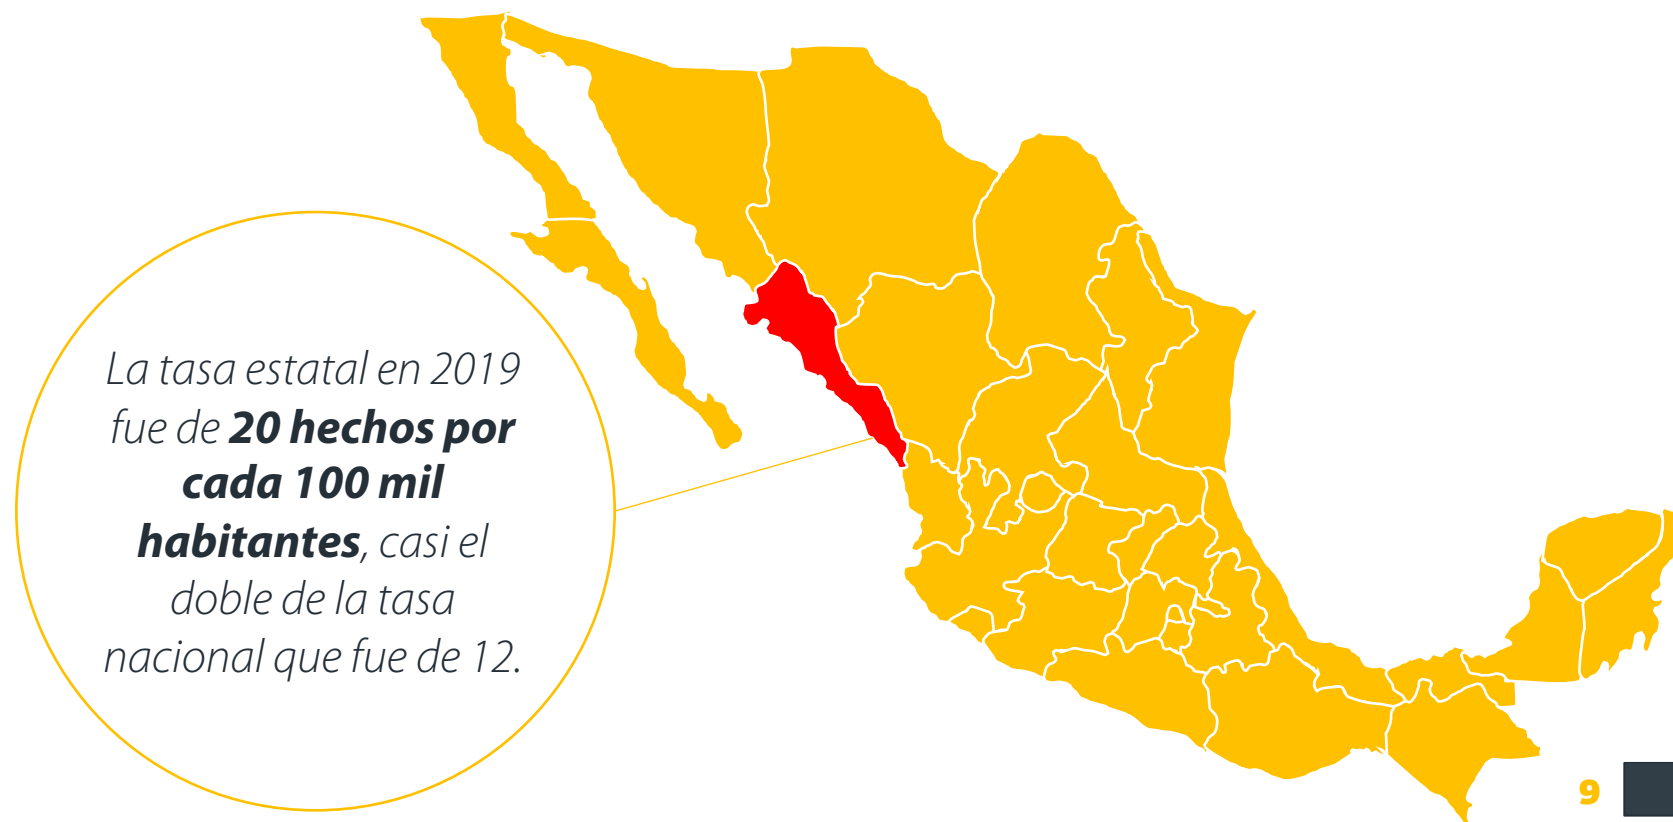 La tasa estatal en 2019
fue de 20 hechos por
cada 100 mil
habitantes, casi el
doble de la tasa
nacional que fue de 12.
9